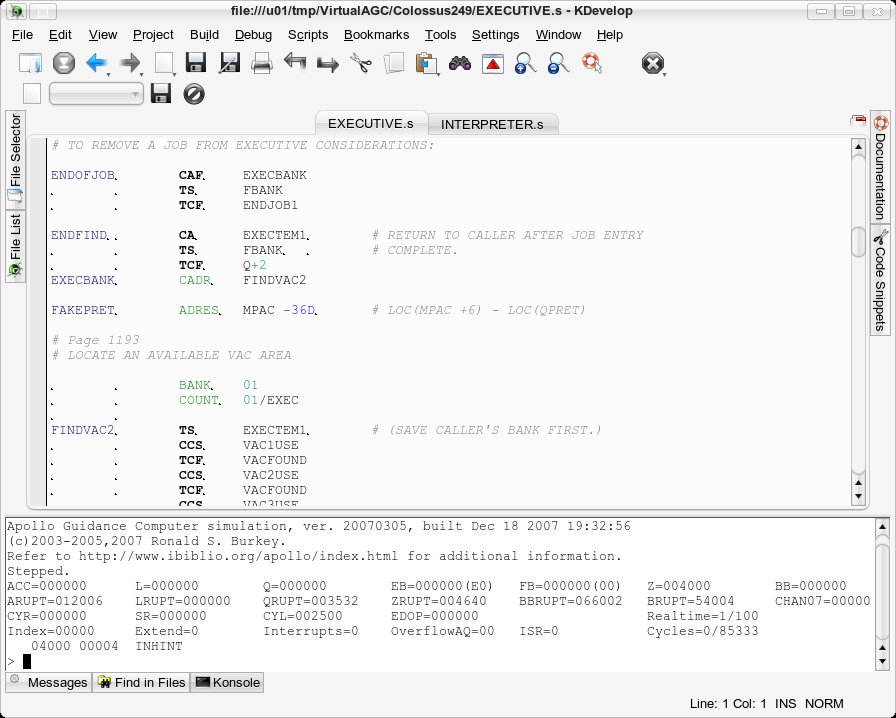 file:///u01/tmp/VirtualAGC/Colossus249/EXECUTIVE.s - KDevelop
File Edit View Project Build Debug Scripts Bookmarks Tools Settings Window Help
EXECUTIVE.s INTERPRETER.s
File Selector
File List
Documentation
Code Snippets
# TO REMOVE A JOB FROM EXECUTIVE CONSIDERATIONS:
ENDOFJOB CAF EXECBANK
TS FBANK
TCF ENDJOB1
ENDFIND CA EXECTEM1 # RETURN TO CALLER AFTER JOB ENTRY
TS FBANK # COMPLETE.
TCF Q+2
EXECBANK CADR FINDVAC2
FAKEPRET ADRES MPAC -36D # LOC(MPAC +6) - LOC(QPRET)
# Page 1193
# LOCATE AN AVAILABLE VAC AREA
BANK 01
COUNT 01/EXEC
FINDVAC2 TS EXECTEM1 # (SAVE CALLER'S BANK FIRST.)
CCS VAC1USE
TCF VACFOUND
CCS VAC2USE
TCF VACFOUND
CCS VAC3USE
Apollo Guidance Computer simulation, ver. 20070305, built Dec 18 2007 19:32:56
(c)2003-2005,2007 Ronald S. Burkey.
Refer to http://www.ibiblio.org/apollo/index.html for additional information.
Stepped.
ACC=000000 L=000000 Q=000000 EB=000000(E0) FB=000000(00) Z=004000 BB=000000
ARUPT=012006 LRUPT=000000 QRUPT=003532 ZRUPT=004640 BBRUPT=066002 BRUPT=54004 CHAN07=00000
CYR=000000 SR=000000 CYL=002500 EDOP=000000 Realtime=1/100
Index=00000 Extend=0 Interrupts=0 OverflowAQ=00 ISR=0 Cycles=0/85333
04000 00004 INHINT
>
Messages Find in Files Konsole
Line: 1 Col: 1 INS NORM